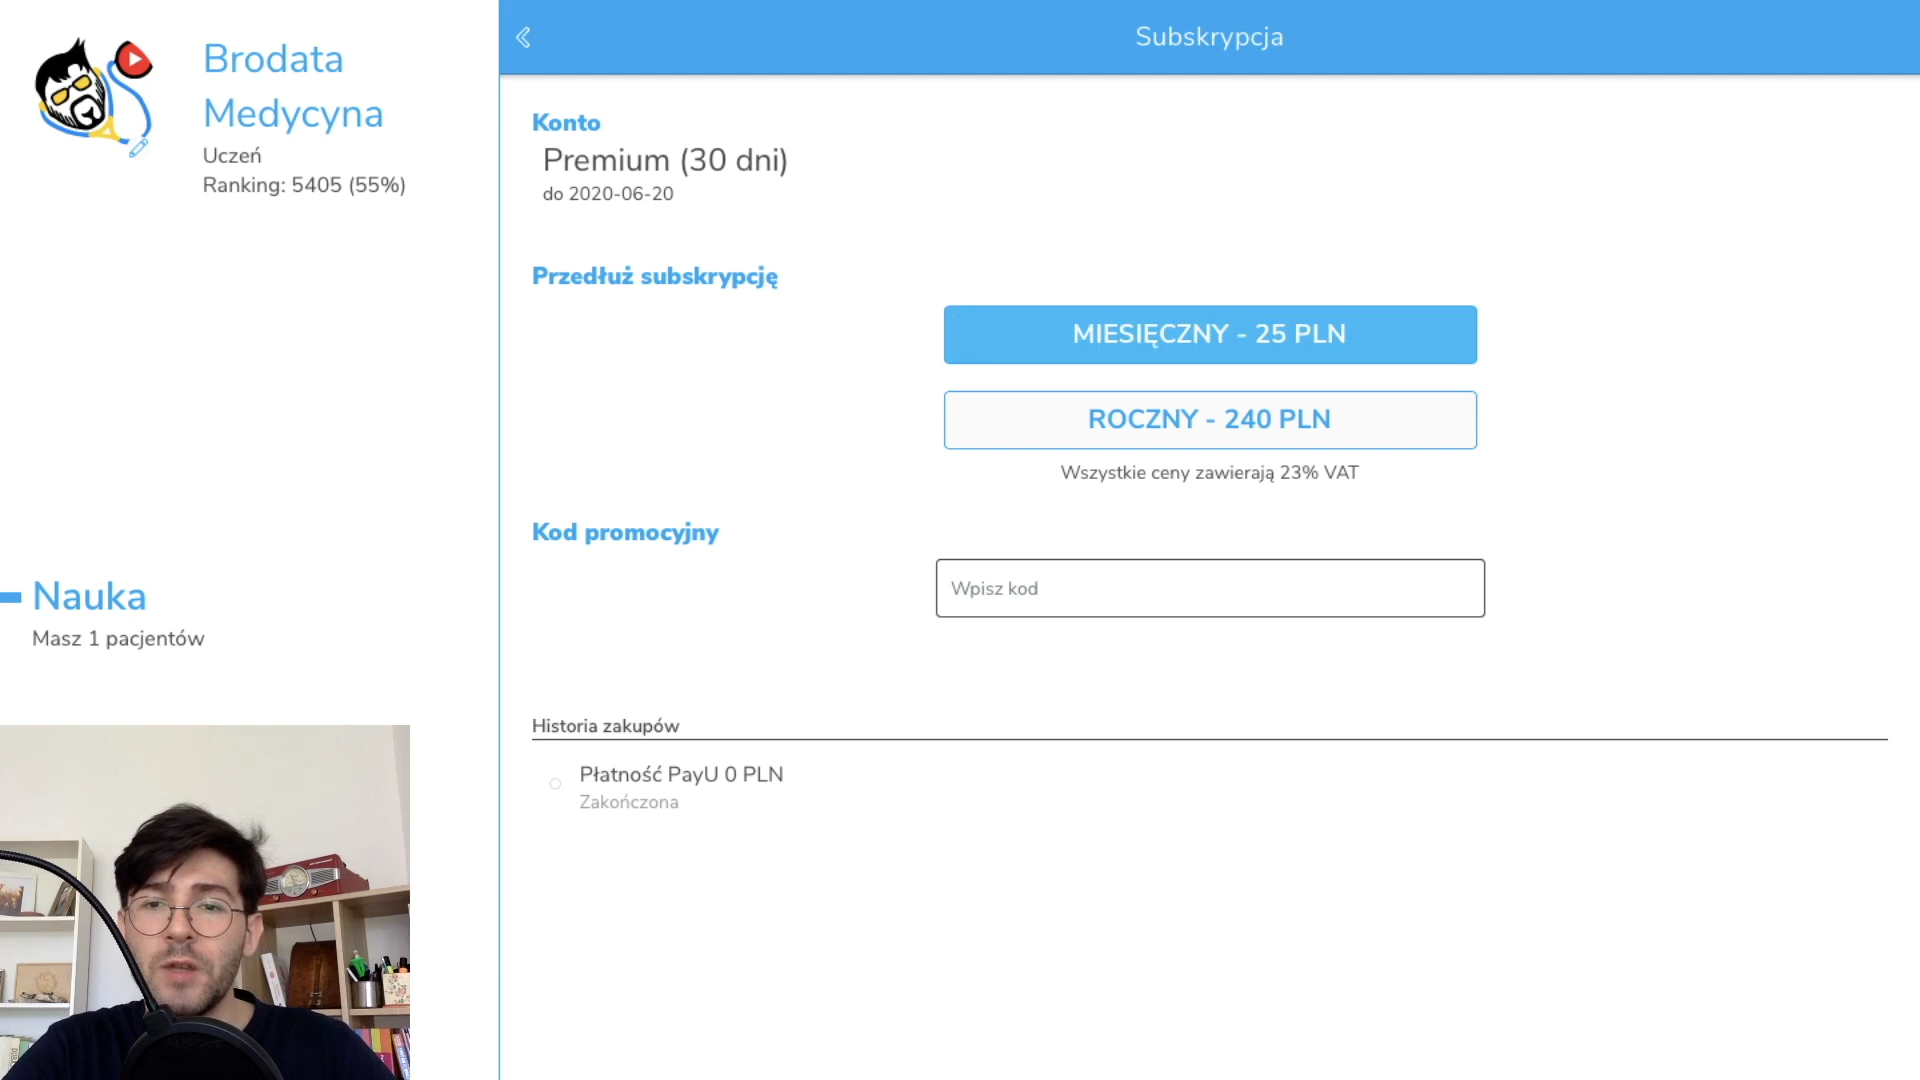 Brodata
Medycyna
Uczeń
Ranking: 5405 (55%)
Subskrypcja
Konto
Premium (30 dni)
do 2020-06-20
Przedłuż subskrypcję
MIESIĘCZNY - 25 PLN
ROCZNY - 240 PLN
Wszystkie ceny zawierają 23% VAT
Kod promocyjny
Wpisz kod
Nauka
Masz 1 pacjentów
Historia zakupów
Płatność PayU 0 PLN
Zakończona